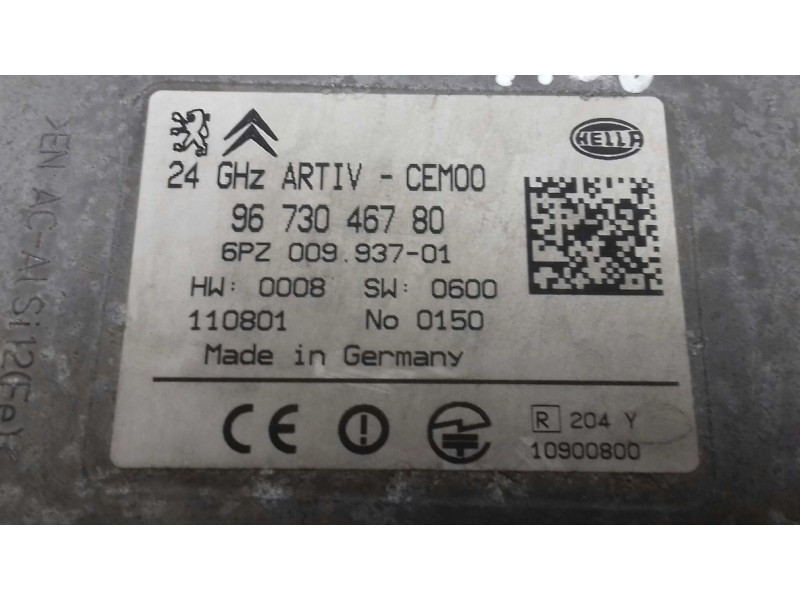 HELLA
24 GHz ARTIV - CEM00
96 730 467 80
6PZ 009.937-01
HW: 0008 SW: 0600
110801 No 0150
Made in Germany
CE R 204 Y
10900800
>EN AC-AlSi12(Fe)<